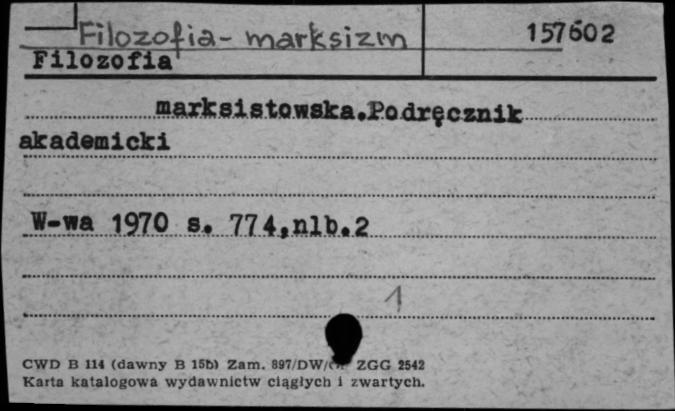 Filozofia - marksizm
157602
Filozofia
marksistowska.Podręcznik
akademicki
W-wa 1970 s. 774,nlb.2
1
CWD B 114 (dawny B 15b) Zam. 897/DW/ ZGG 2542
Karta katalogowa wydawnictw ciągłych i zwartych.